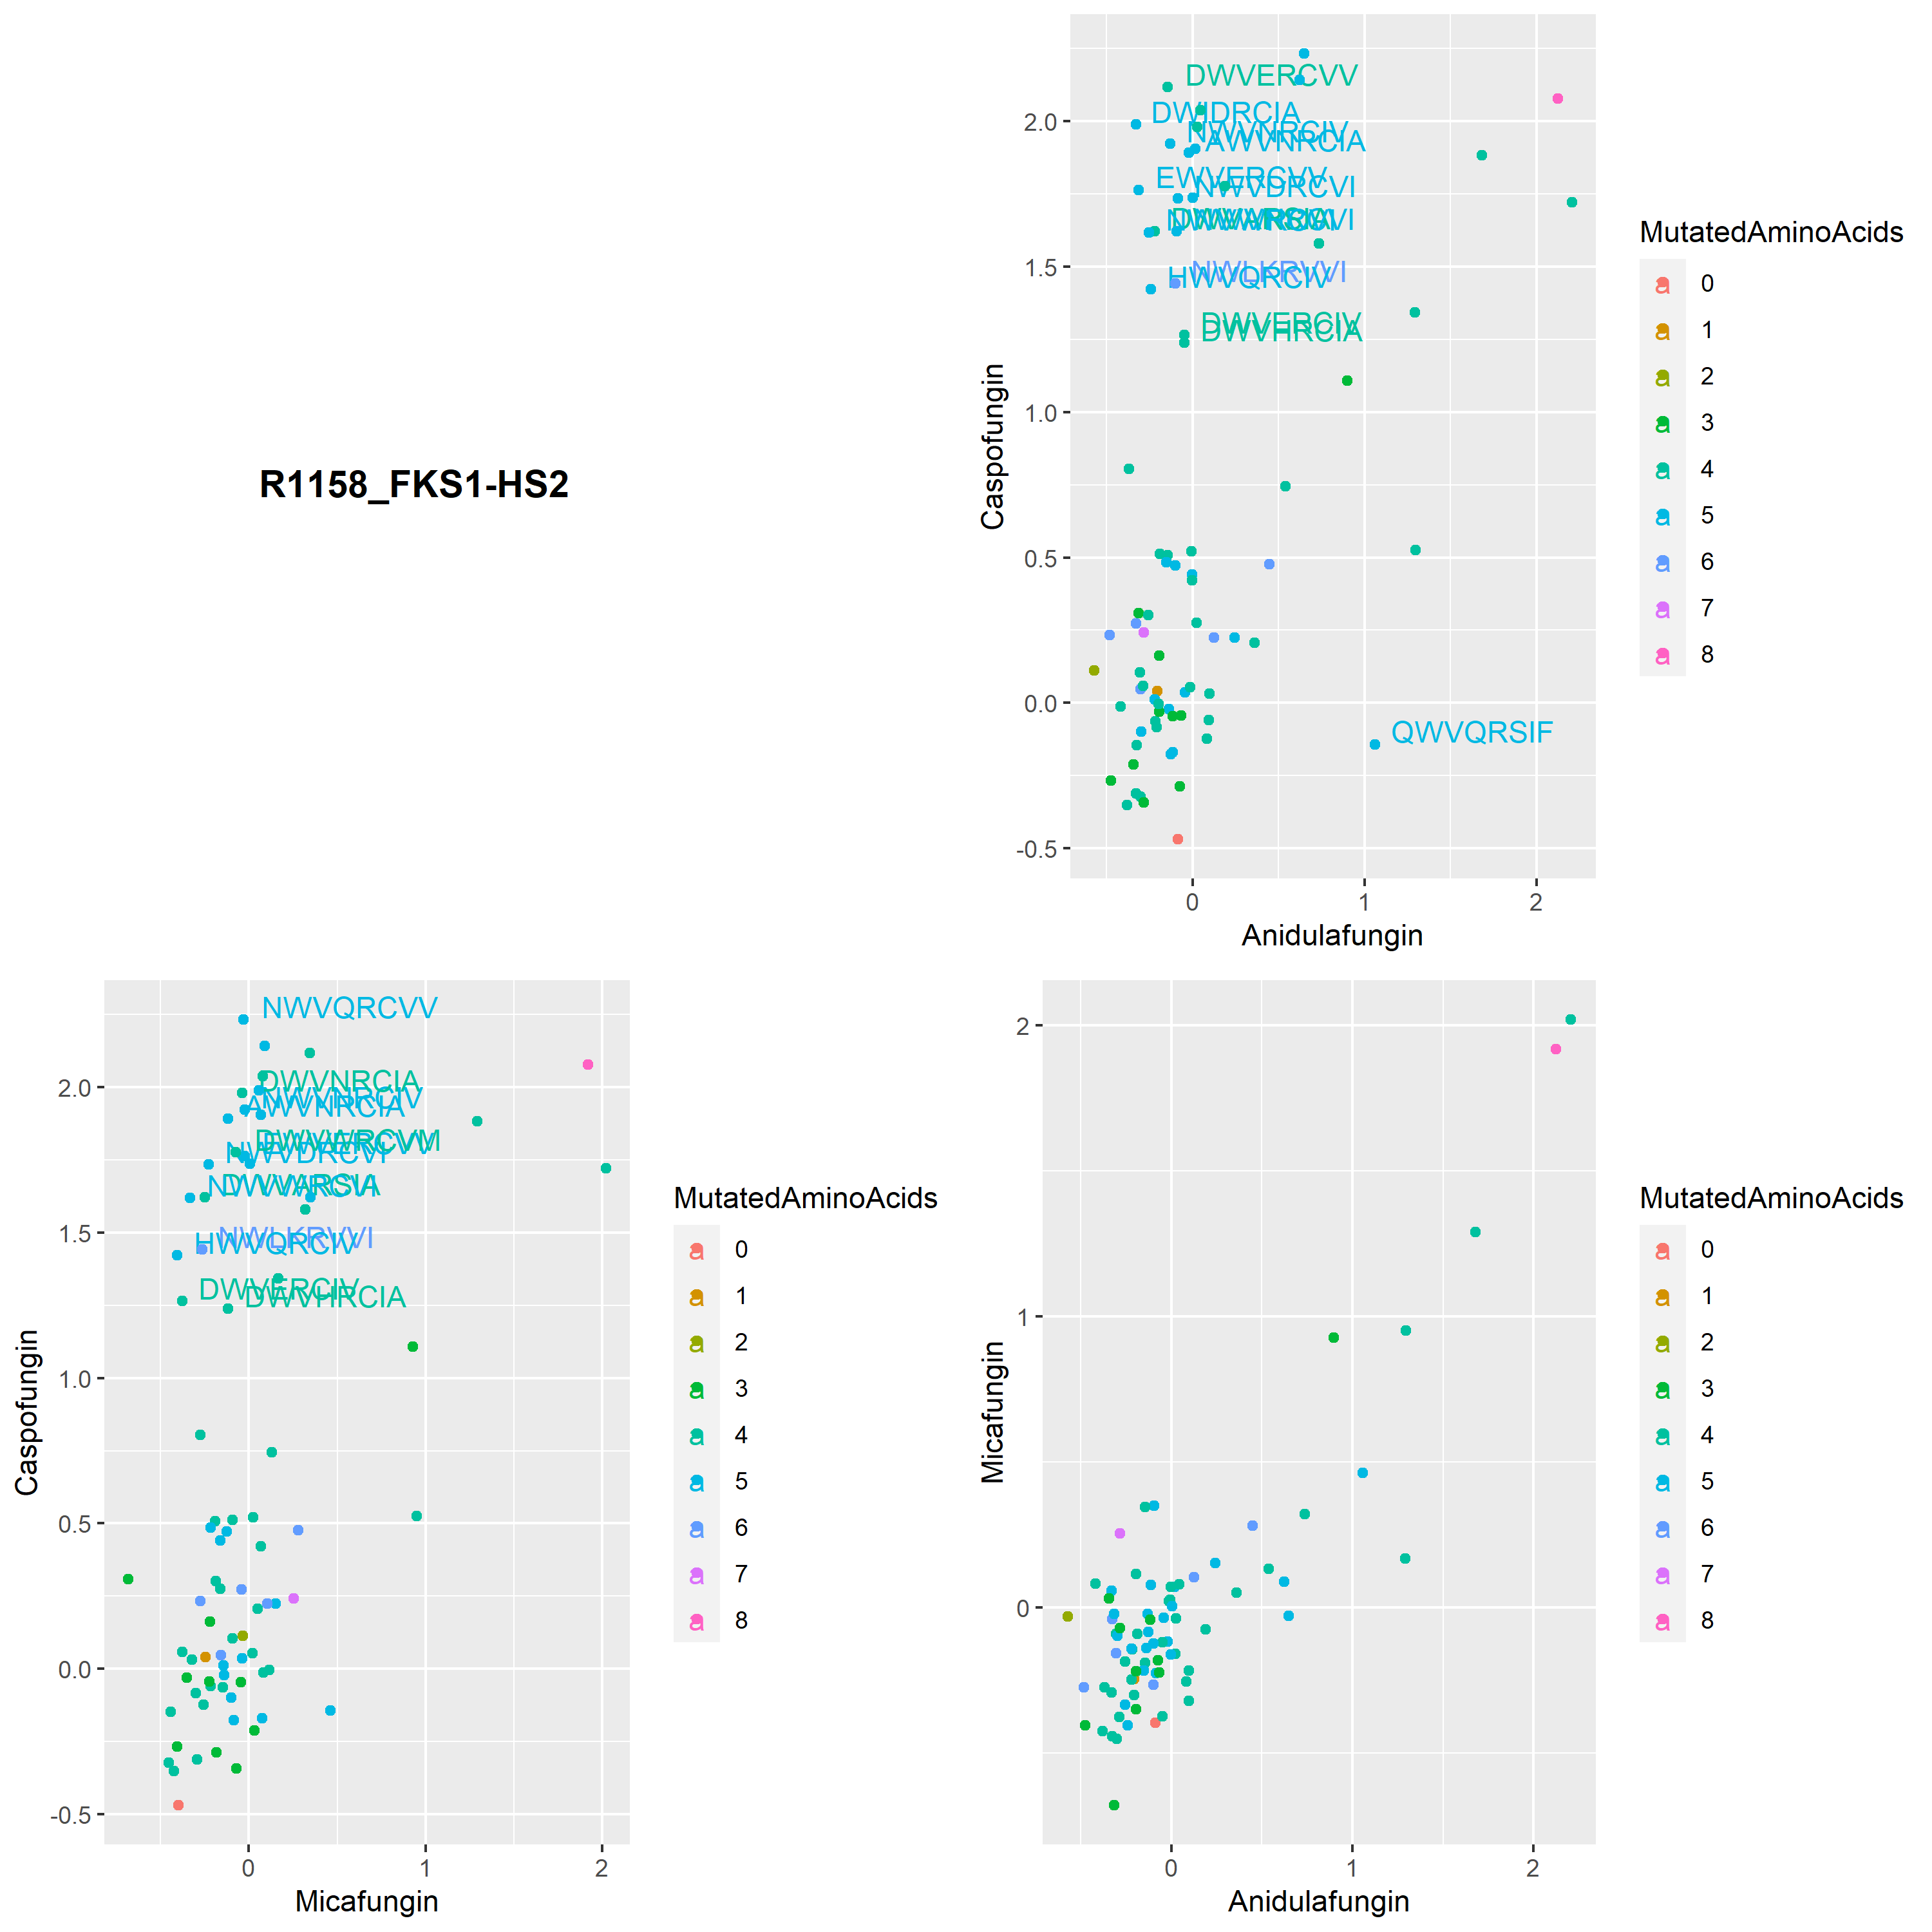 R1158_FKS1-HS2
DWVERCVV
DWIDRCIA
NWVNRCIV
AWVNRCIA
EWVERCVV
NWVDRCVI
DWVARSIA
HWVQRCIV
NWLKRVVI
DWVERCIV
DWVHRCIA
QWVQRSIF
2.0
1.5
1.0
0.5
0.0
-0.5
Caspofungin
0 1 2
Anidulafungin
MutatedAminoAcids
a 0
a 1
a 2
a 3
a 4
a 5
a 6
a 7
a 8
NWVQRCVV
DWVNRCIA
NWVNRCIV
AWVNRCIA
NWVDRCVI
DWVARSIA
NWLKRVVI
HWVQRCIV
DWVERCIV
DWVHRCIA
2.0
1.5
1.0
0.5
0.0
-0.5
Caspofungin
0 1 2
Micafungin
MutatedAminoAcids
a 0
a 1
a 2
a 3
a 4
a 5
a 6
a 7
a 8
2
1
0
Micafungin
0 1 2
Anidulafungin
MutatedAminoAcids
a 0
a 1
a 2
a 3
a 4
a 5
a 6
a 7
a 8